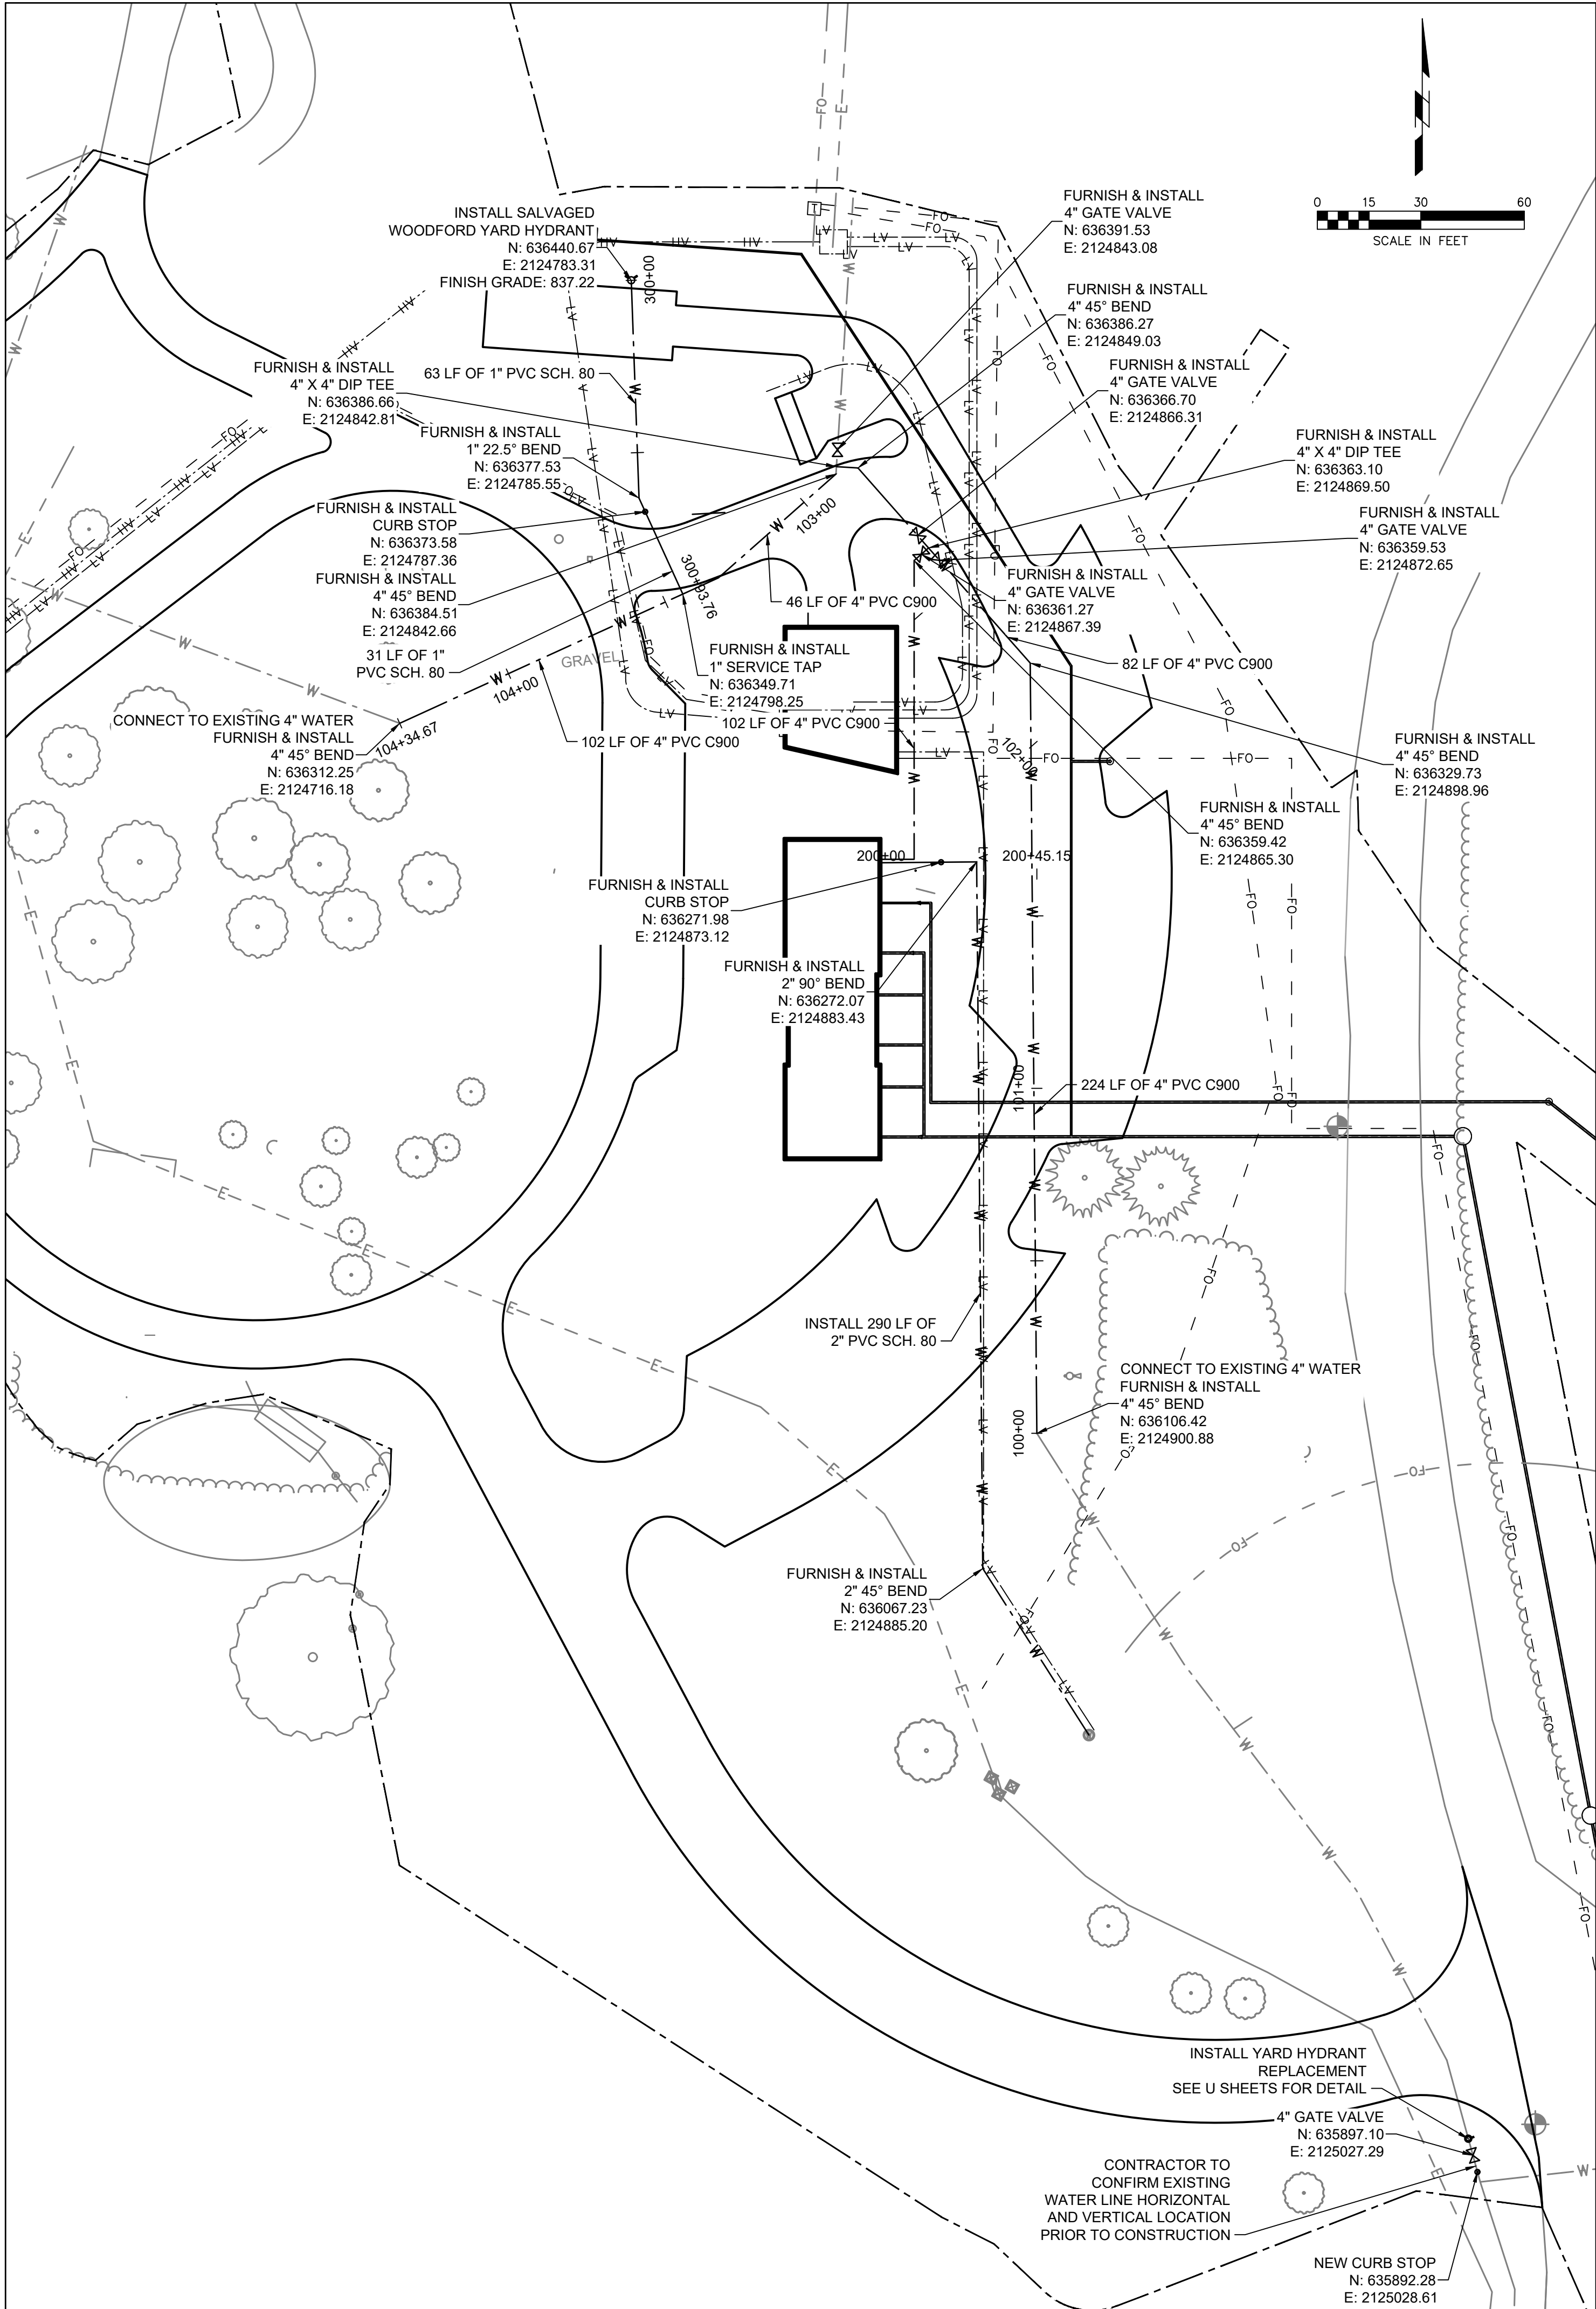 0 15 30 60
SCALE IN FEET
INSTALL SALVAGED
WOODFORD YARD HYDRANT
N: 636440.67
E: 2124783.31
FINISH GRADE: 837.22
300+00
FURNISH & INSTALL
4" GATE VALVE
N: 636391.53
E: 2124843.08
FURNISH & INSTALL
4" 45° BEND
N: 636386.27
E: 2124849.03
FURNISH & INSTALL
4" GATE VALVE
N: 636366.70
E: 2124866.31
FURNISH & INSTALL
4" X 4" DIP TEE
N: 636363.10
E: 2124869.50
FURNISH & INSTALL
4" GATE VALVE
N: 636359.53
E: 2124872.65
FURNISH & INSTALL
4" X 4" DIP TEE
N: 636386.66
E: 2124842.81
63 LF OF 1" PVC SCH. 80
FURNISH & INSTALL
1" 22.5° BEND
N: 636377.53
E: 2124785.55
FURNISH & INSTALL
CURB STOP
N: 636373.58
E: 2124787.36
FURNISH & INSTALL
4" 45° BEND
N: 636384.51
E: 2124842.66
31 LF OF 1"
PVC SCH. 80
103+00
300+93.76
46 LF OF 4" PVC C900
FURNISH & INSTALL
4" GATE VALVE
N: 636361.27
E: 2124867.39
82 LF OF 4" PVC C900
GRAVEL
FURNISH & INSTALL
1" SERVICE TAP
N: 636349.71
E: 2124798.25
102 LF OF 4" PVC C900
104+00
CONNECT TO EXISTING 4" WATER
FURNISH & INSTALL
4" 45° BEND
N: 636312.25
E: 2124716.18
104+34.67
102 LF OF 4" PVC C900
102+00
FURNISH & INSTALL
4" 45° BEND
N: 636329.73
E: 2124898.96
FURNISH & INSTALL
4" 45° BEND
N: 636359.42
E: 2124865.30
200+00
200+45.15
FURNISH & INSTALL
CURB STOP
N: 636271.98
E: 2124873.12
FURNISH & INSTALL
2" 90° BEND
N: 636272.07
E: 2124883.43
101+00
224 LF OF 4" PVC C900
INSTALL 290 LF OF
2" PVC SCH. 80
CONNECT TO EXISTING 4" WATER
FURNISH & INSTALL
4" 45° BEND
N: 636106.42
E: 2124900.88
100+00
FURNISH & INSTALL
2" 45° BEND
N: 636067.23
E: 2124885.20
INSTALL YARD HYDRANT
REPLACEMENT
SEE U SHEETS FOR DETAIL
4" GATE VALVE
N: 635897.10
E: 2125027.29
CONTRACTOR TO
CONFIRM EXISTING
WATER LINE HORIZONTAL
AND VERTICAL LOCATION
PRIOR TO CONSTRUCTION
NEW CURB STOP
N: 635892.28
E: 2125028.61